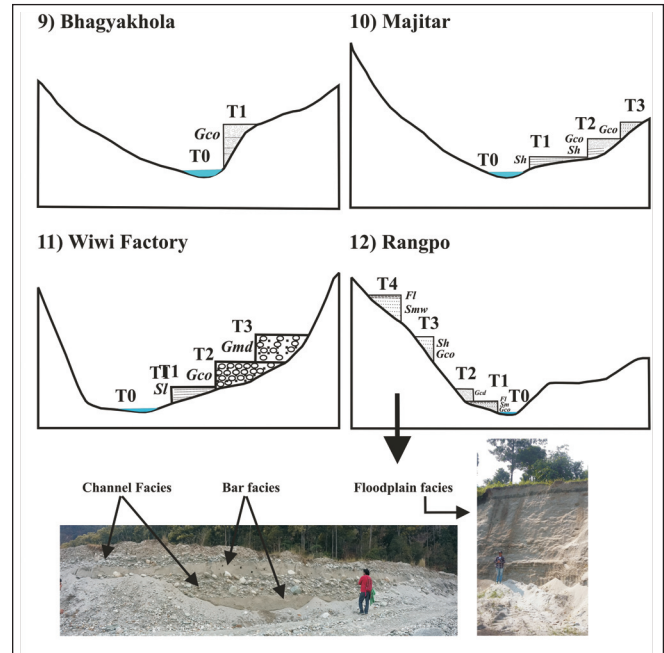 9) Bhagyakhola
T1
Gco
T0
10) Majitar
T3
T2
Gco
Gco
T1
Sh
Sh
T0
11) Wiwi Factory
T3
Gmd
T2
Gco
T1
Sl
T0
12) Rangpo
T4
Fl
Smw
T3
Sh
Gco
T2
Gcd
T1
Fl
Sm
Gco
T0
Channel Facies
Bar facies
Floodplain facies